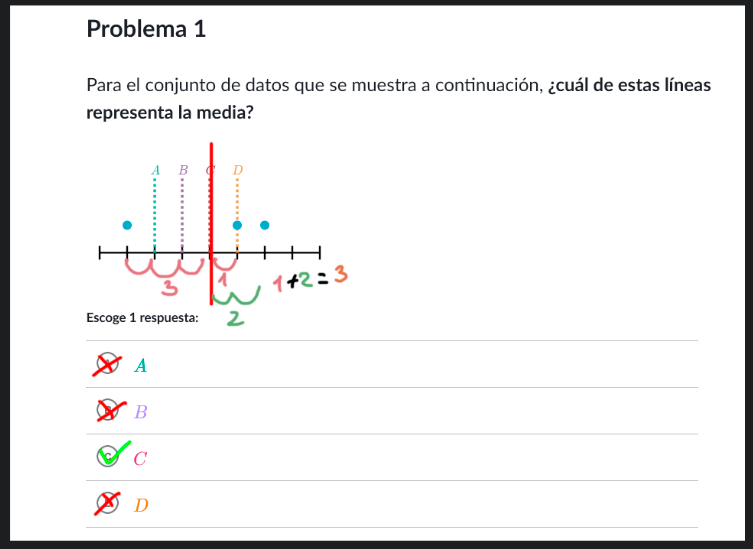 Problema 1
Para el conjunto de datos que se muestra a continuación, ¿cuál de estas líneas
representa la media?
A B C D
3 1 1+2=3
2
Escoge 1 respuesta:
A A
B B
C C
D D